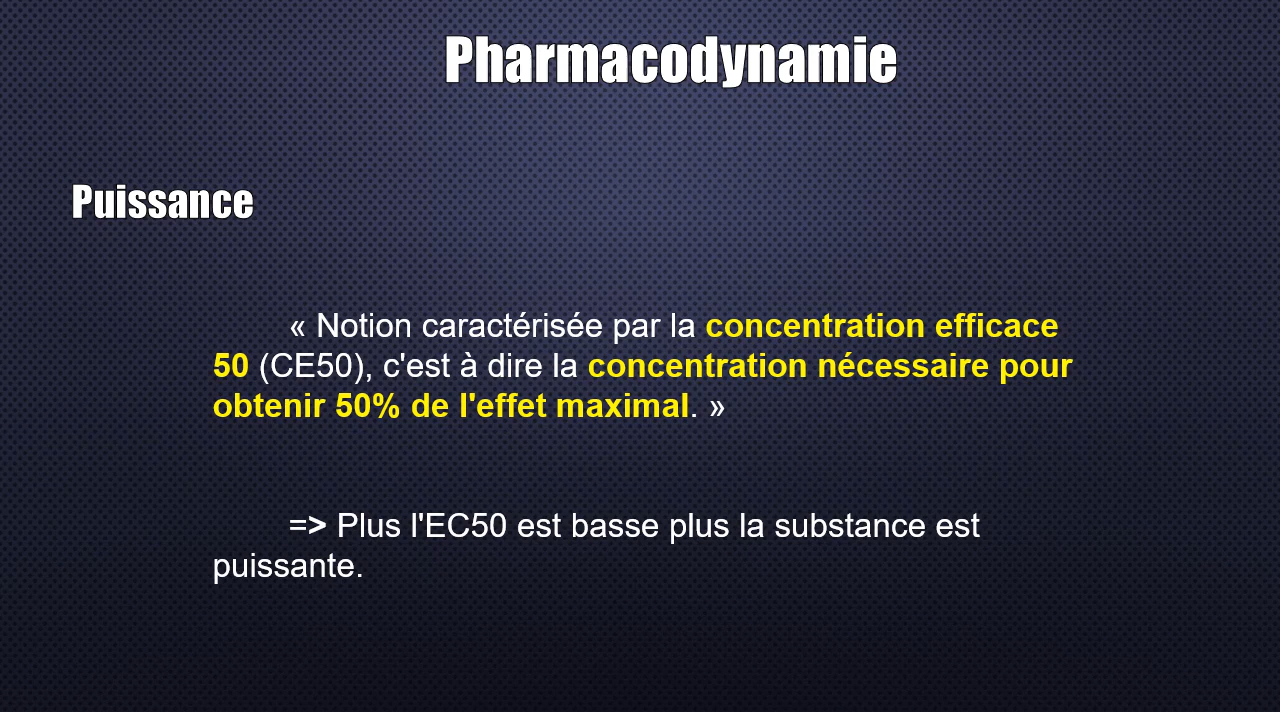 Pharmacodynamie
Puissance
« Notion caractérisée par la concentration efficace
50 (CE50), c'est à dire la concentration nécessaire pour
obtenir 50% de l'effet maximal. »
=> Plus l'EC50 est basse plus la substance est
puissante.